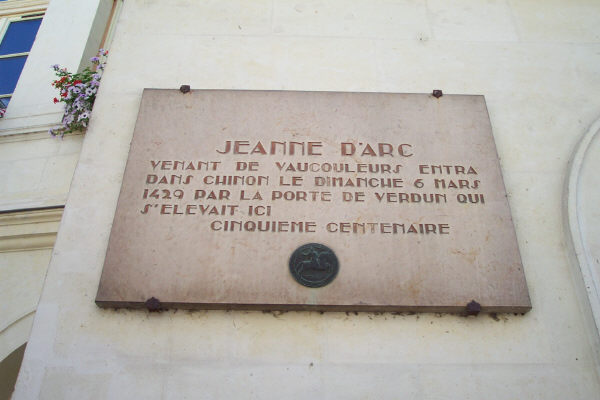 JEANNE D'ARC
VENANT DE VAUCOULEURS ENTRA
DANS CHINON LE DIMANCHE 6 MARS
1429 PAR LA PORTE DE VERDUN QUI
S'ELEVAIT ICI
CINQUIEME CENTENAIRE